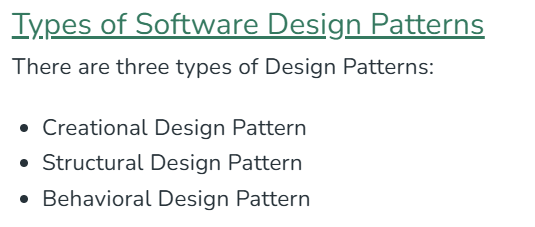 Types of Software Design Patterns
There are three types of Design Patterns:
Creational Design Pattern
Structural Design Pattern
Behavioral Design Pattern